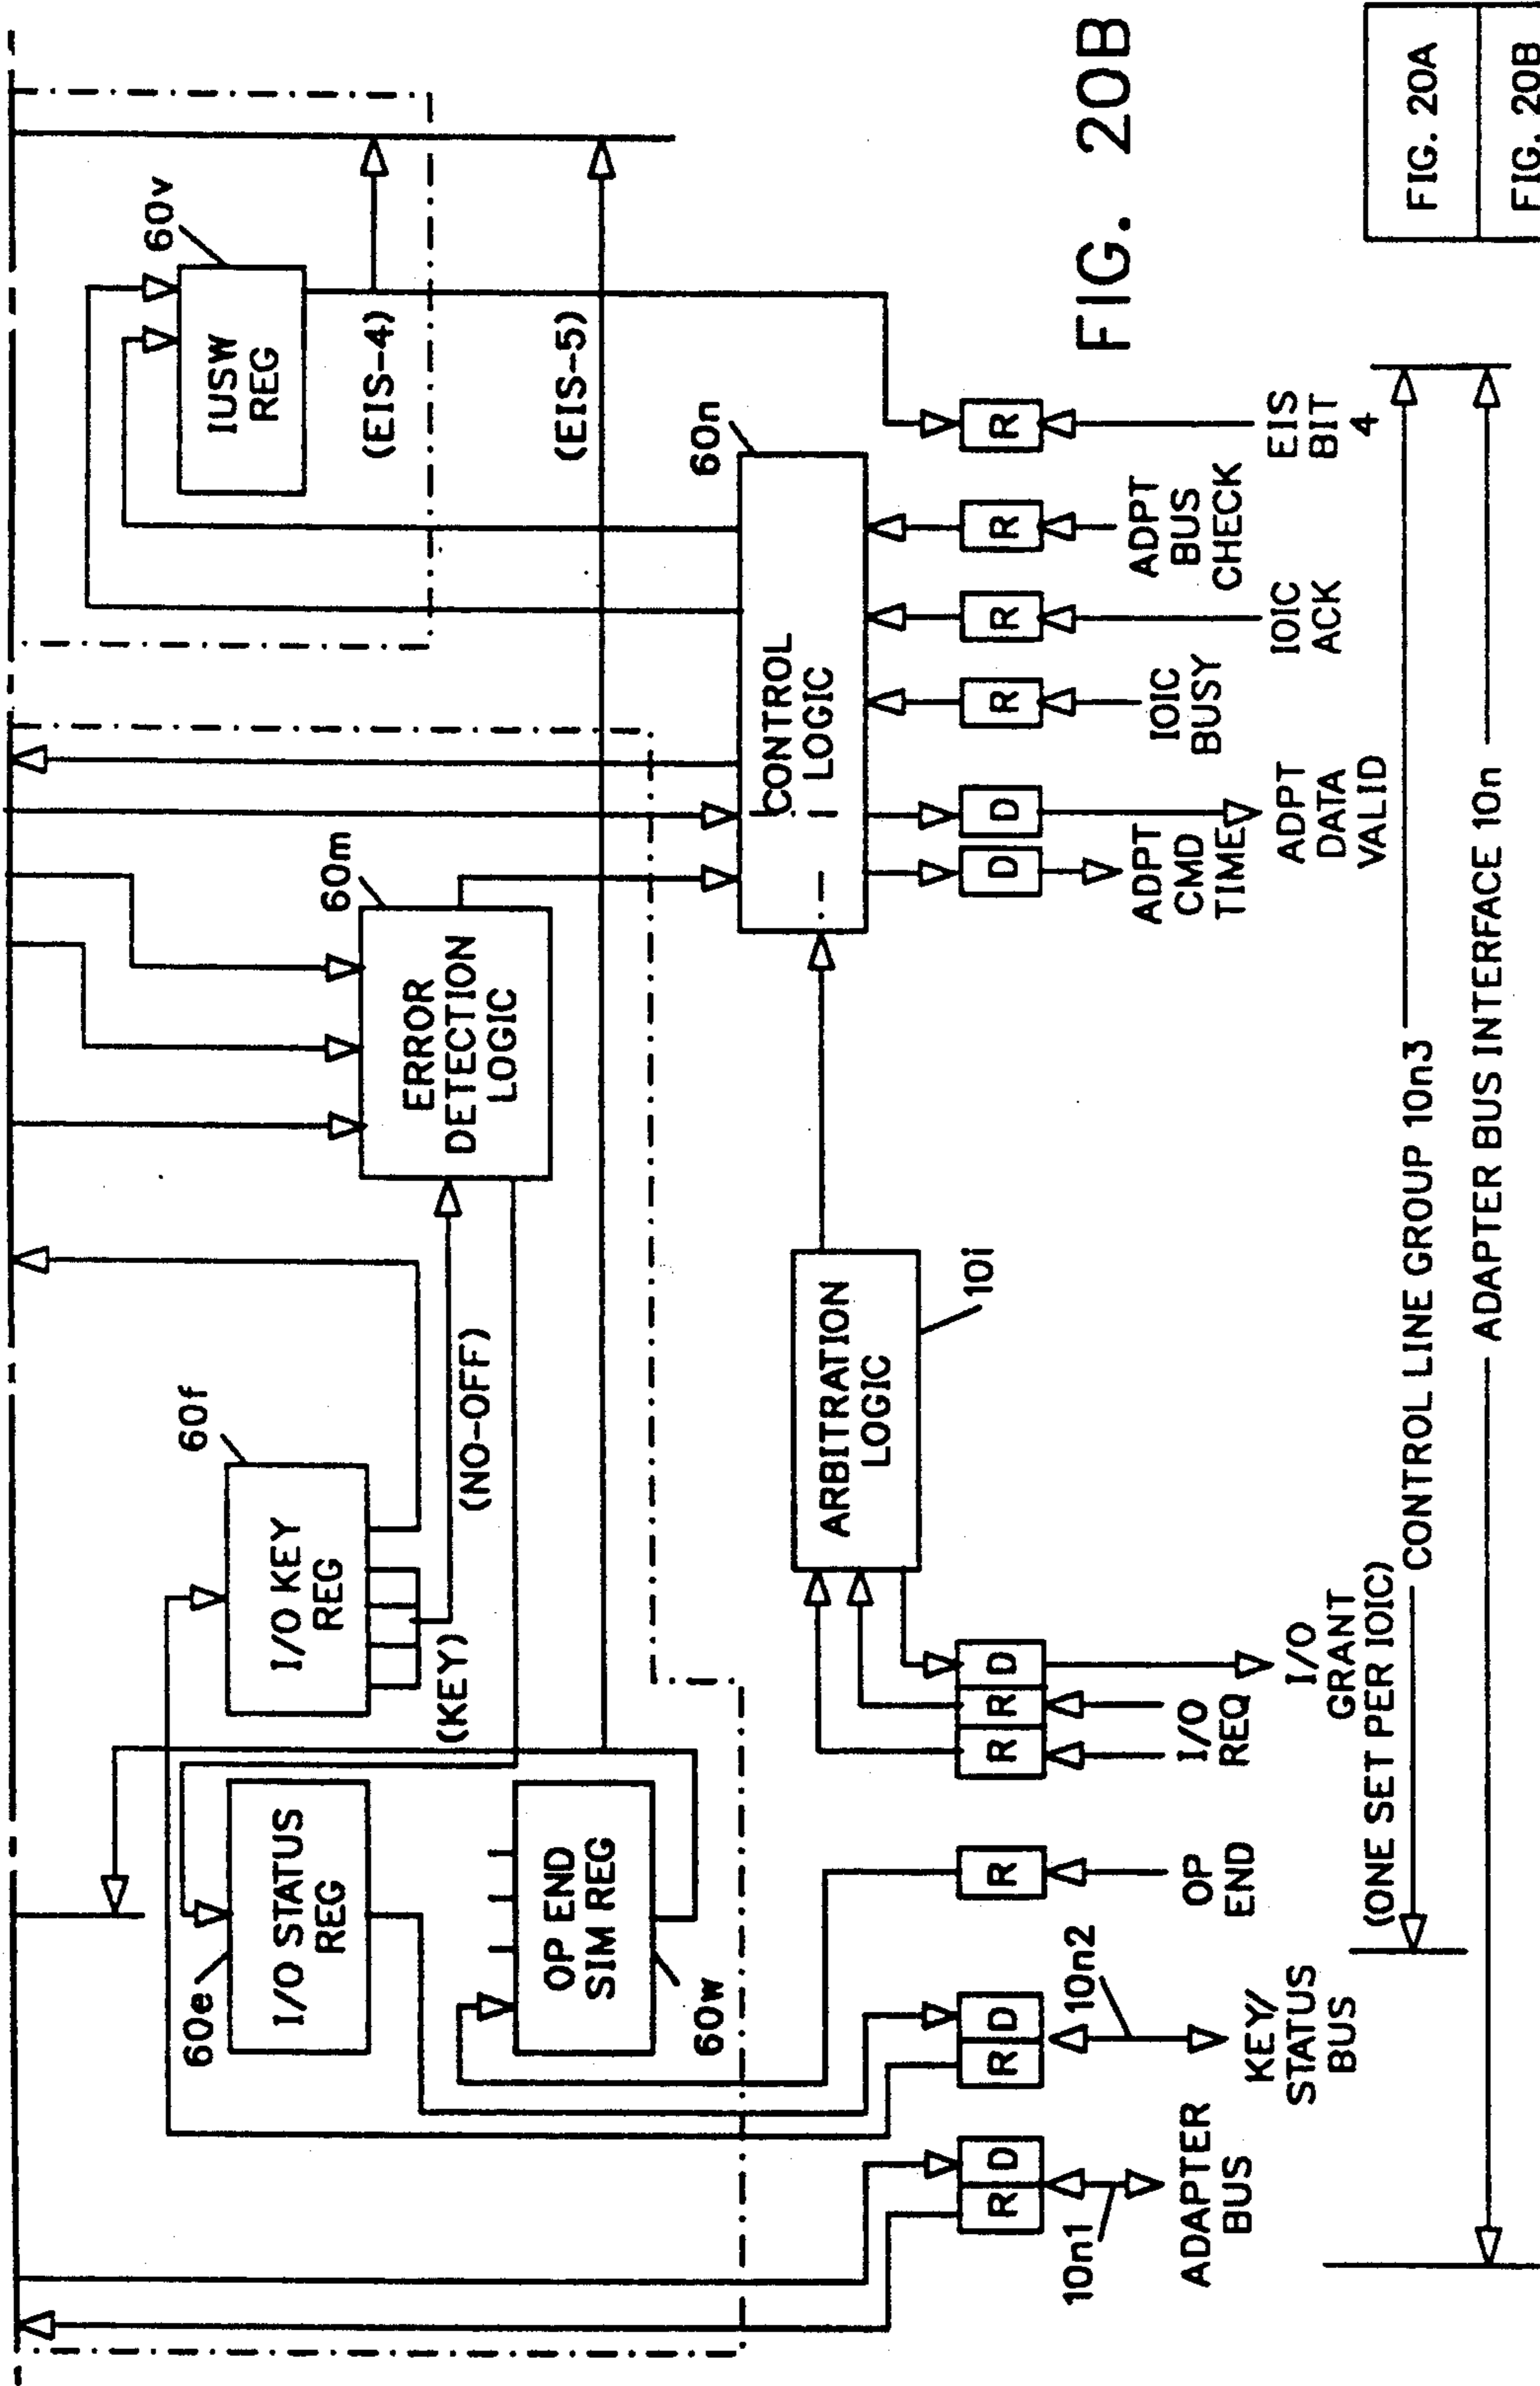 60e
I/O STATUS
REG
60f
I/O KEY
REG
(KEY)
(NO-OFF)
OP END
SIM REG
60w
60m
ERROR
DETECTION
LOGIC
60v
IUSW
REG
(EIS-4)
(EIS-5)
ARBITRATION
LOGIC
10i
60n
CONTROL
LOGIC
R D
R D
R
R R D
D D
R
R
R
R
10n1
ADAPTER
BUS
10n2
KEY/
STATUS
BUS
OP
END
I/O
REQ
I/O
GRANT
(ONE SET PER IOIC)
ADPT
CMD
TIME
ADPT
DATA
VALID
IOIC
BUSY
IOIC
ACK
ADPT
BUS
CHECK
EIS
BIT
4
CONTROL LINE GROUP 10n3
ADAPTER BUS INTERFACE 10n
FIG. 20B
FIG. 20A
FIG. 20B